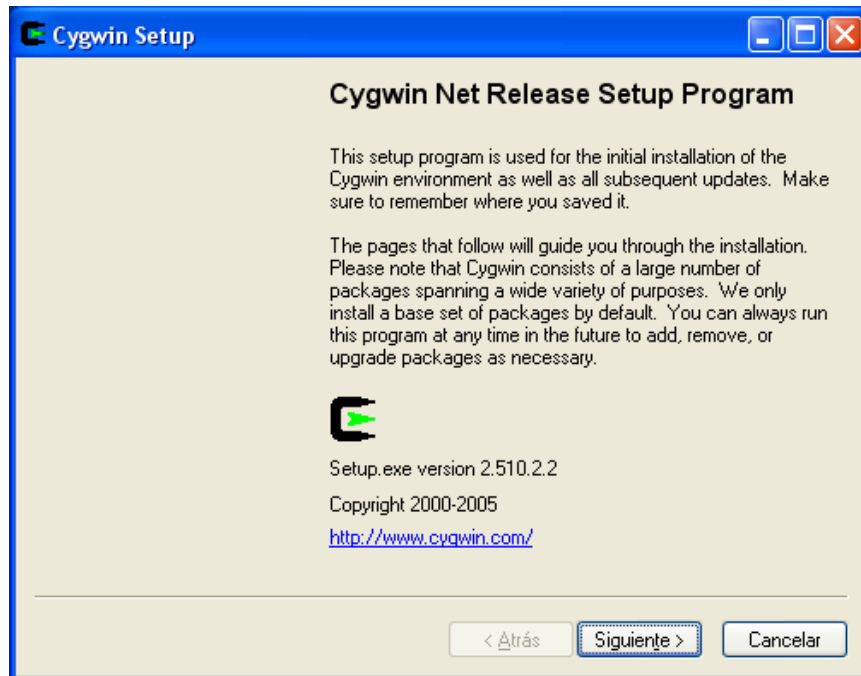 Cygwin Setup
Cygwin Net Release Setup Program
This setup program is used for the initial installation of the
Cygwin environment as well as all subsequent updates.  Make
sure to remember where you saved it.
The pages that follow will guide you through the installation.
Please note that Cygwin consists of a large number of
packages spanning a wide variety of purposes.  We only
install a base set of packages by default.  You can always run
this program at any time in the future to add, remove, or
upgrade packages as necessary.
Setup.exe version 2.510.2.2
Copyright 2000-2005
http://www.cygwin.com/
< Atrás Siguiente > Cancelar